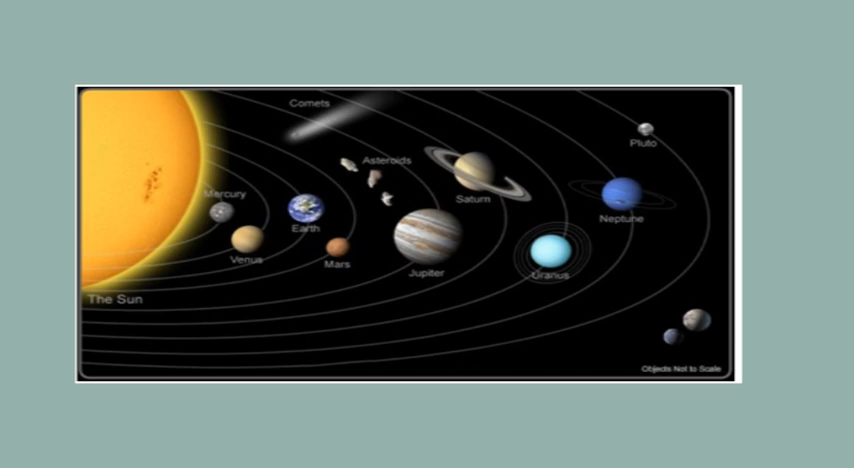 Comets
Pluto
Asteroids
Mercury
Saturn
Neptune
Earth
Venus
Mars
Jupiter
Uranus
The Sun
Objects Not to Scale